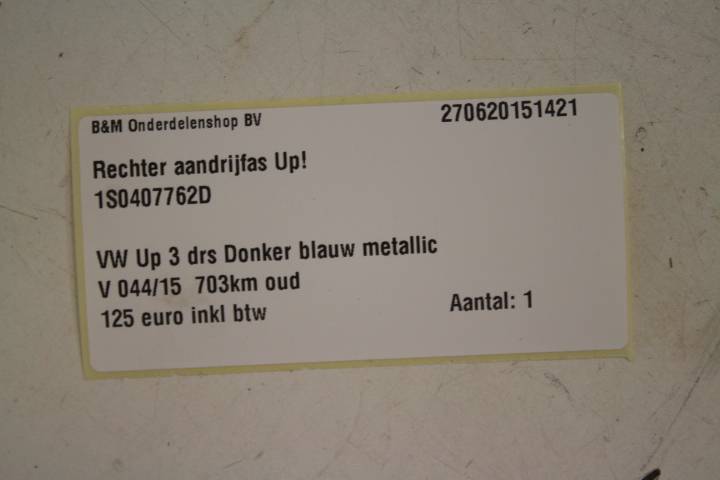 B&M Onderdelenshop BV 270620151421
Rechter aandrijfas Up!
1S0407762D
VW Up 3 drs Donker blauw metallic
V 044/15 703km oud
125 euro inkl btw Aantal: 1